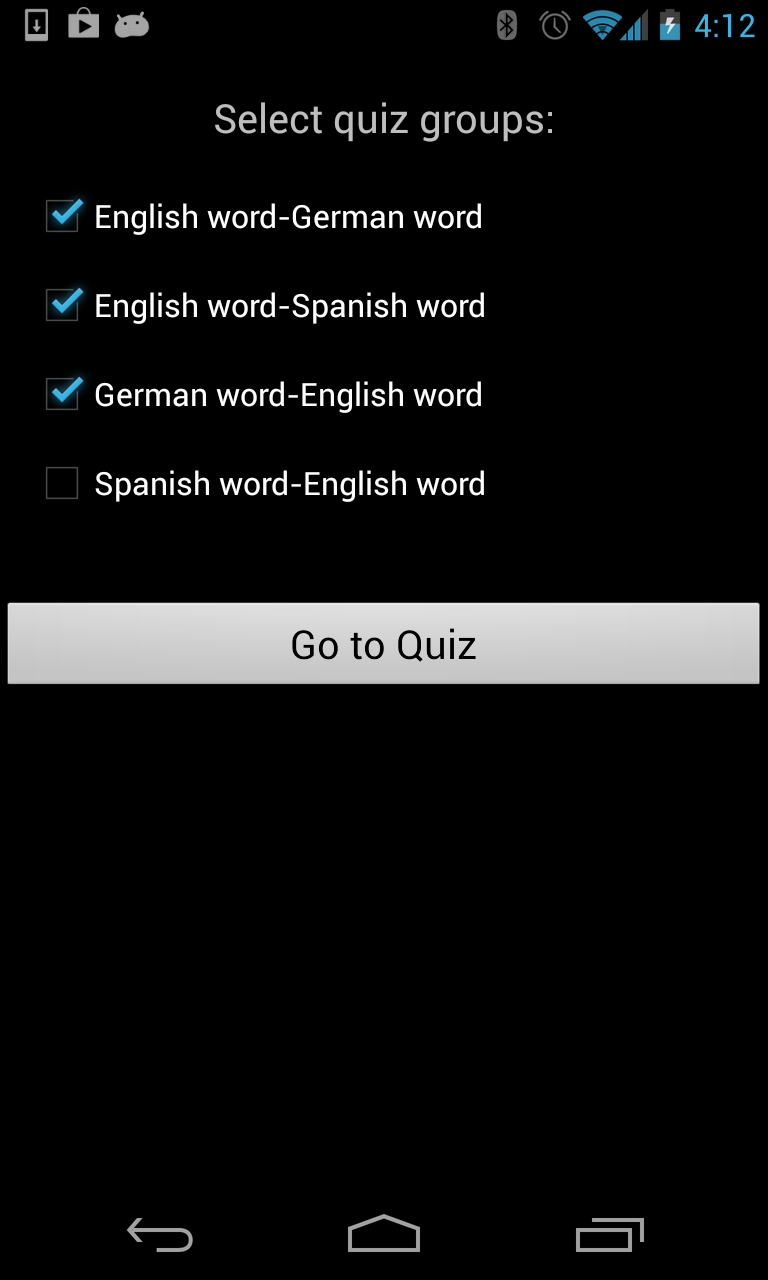 4:12
Select quiz groups:
English word-German word
English word-Spanish word
German word-English word
Spanish word-English word
Go to Quiz